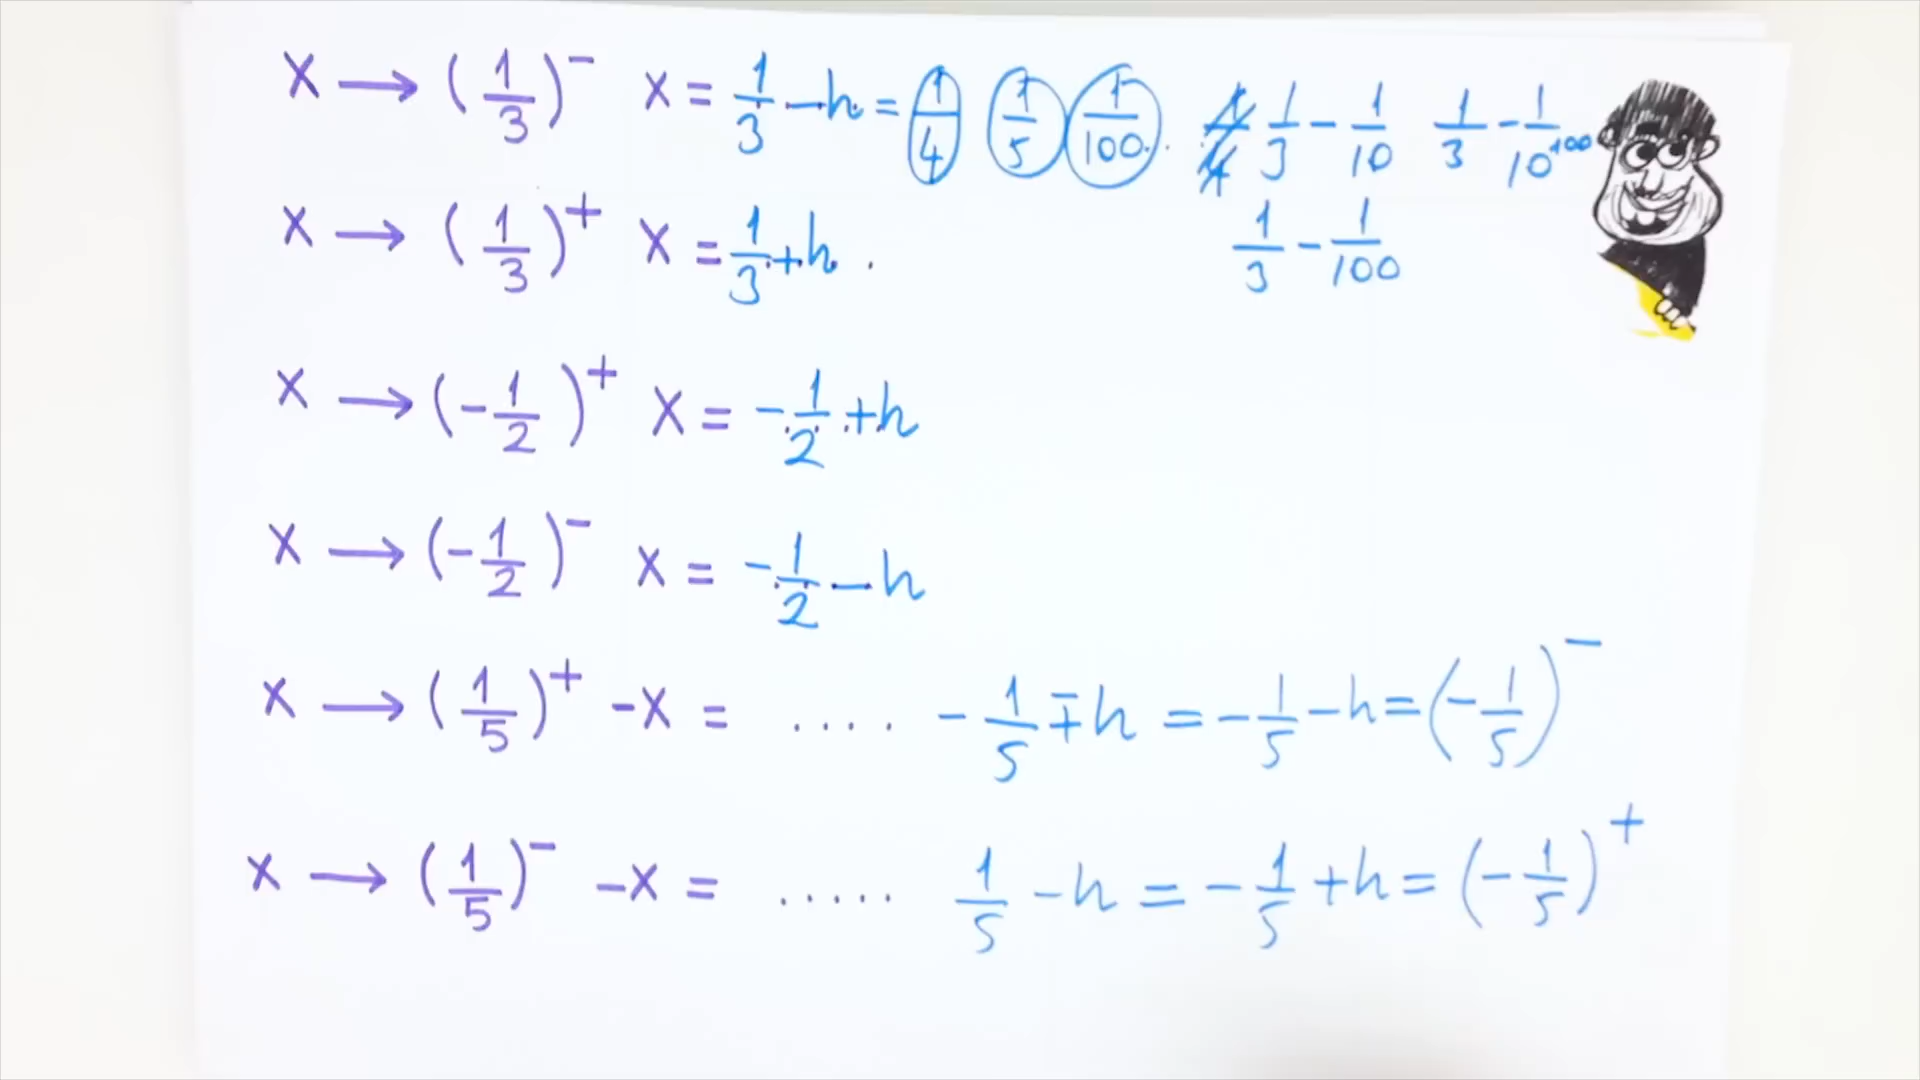 x → (1/3)⁻ x = 1/3 - h = 1/4 1/5 1/100 . . 1/3 - 1/10 1/3 - 1/10¹⁰⁰
x → (1/3)⁺ x = 1/3 + h . 1/3 - 1/100
x → (-1/2)⁺ x = -1/2 + h
x → (-1/2)⁻ x = -1/2 - h
x → (1/5)⁺ -x = .... -1/5 ∓ h = -1/5 - h = (-1/5)⁻
x → (1/5)⁻ -x = ..... 1/5 - h = -1/5 + h = (-1/5)⁺